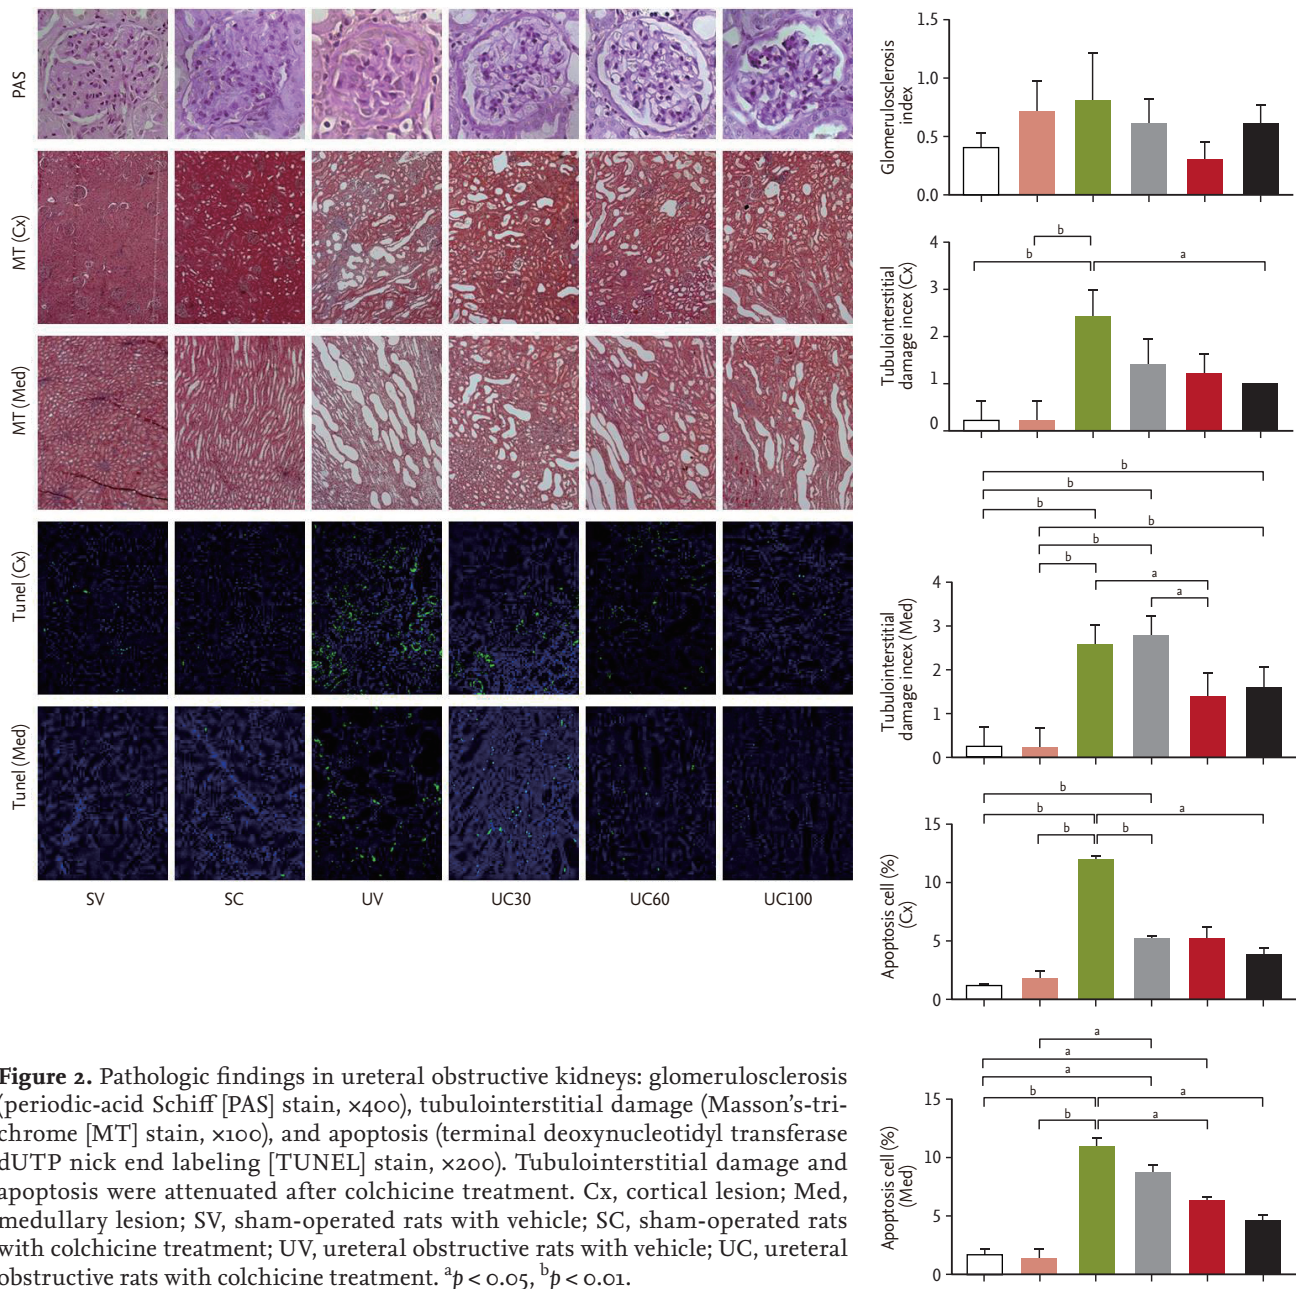 PAS
MT (Cx)
MT (Med)
Tunel (Cx)
Tunel (Med)
SV SC UV UC30 UC60 UC100
Glomerulosclerosis
index
1.5
1.0
0.5
0.0
Tubulointerstitial
damage incex (Cx)
4
3
2
1
0
b
b a
Tubulointerstitial
damage incex (Med)
4
3
2
1
0
b
b
b
b
b
b
a
a
Apoptosis cell (%)
(Cx)
15
10
5
0
b
b a
b b
Apoptosis cell (%)
(Med)
15
10
5
0
a
a
a
b a
b a
Figure 2. Pathologic findings in ureteral obstructive kidneys: glomerulosclerosis
(periodic-acid Schiff [PAS] stain, ×400), tubulointerstitial damage (Masson's-tri-
chrome [MT] stain, ×100), and apoptosis (terminal deoxynucleotidyl transferase
dUTP nick end labeling [TUNEL] stain, ×200). Tubulointerstitial damage and
apoptosis were attenuated after colchicine treatment. Cx, cortical lesion; Med,
medullary lesion; SV, sham-operated rats with vehicle; SC, sham-operated rats
with colchicine treatment; UV, ureteral obstructive rats with vehicle; UC, ureteral
obstructive rats with colchicine treatment. ᵃp < 0.05, ᵇp < 0.01.